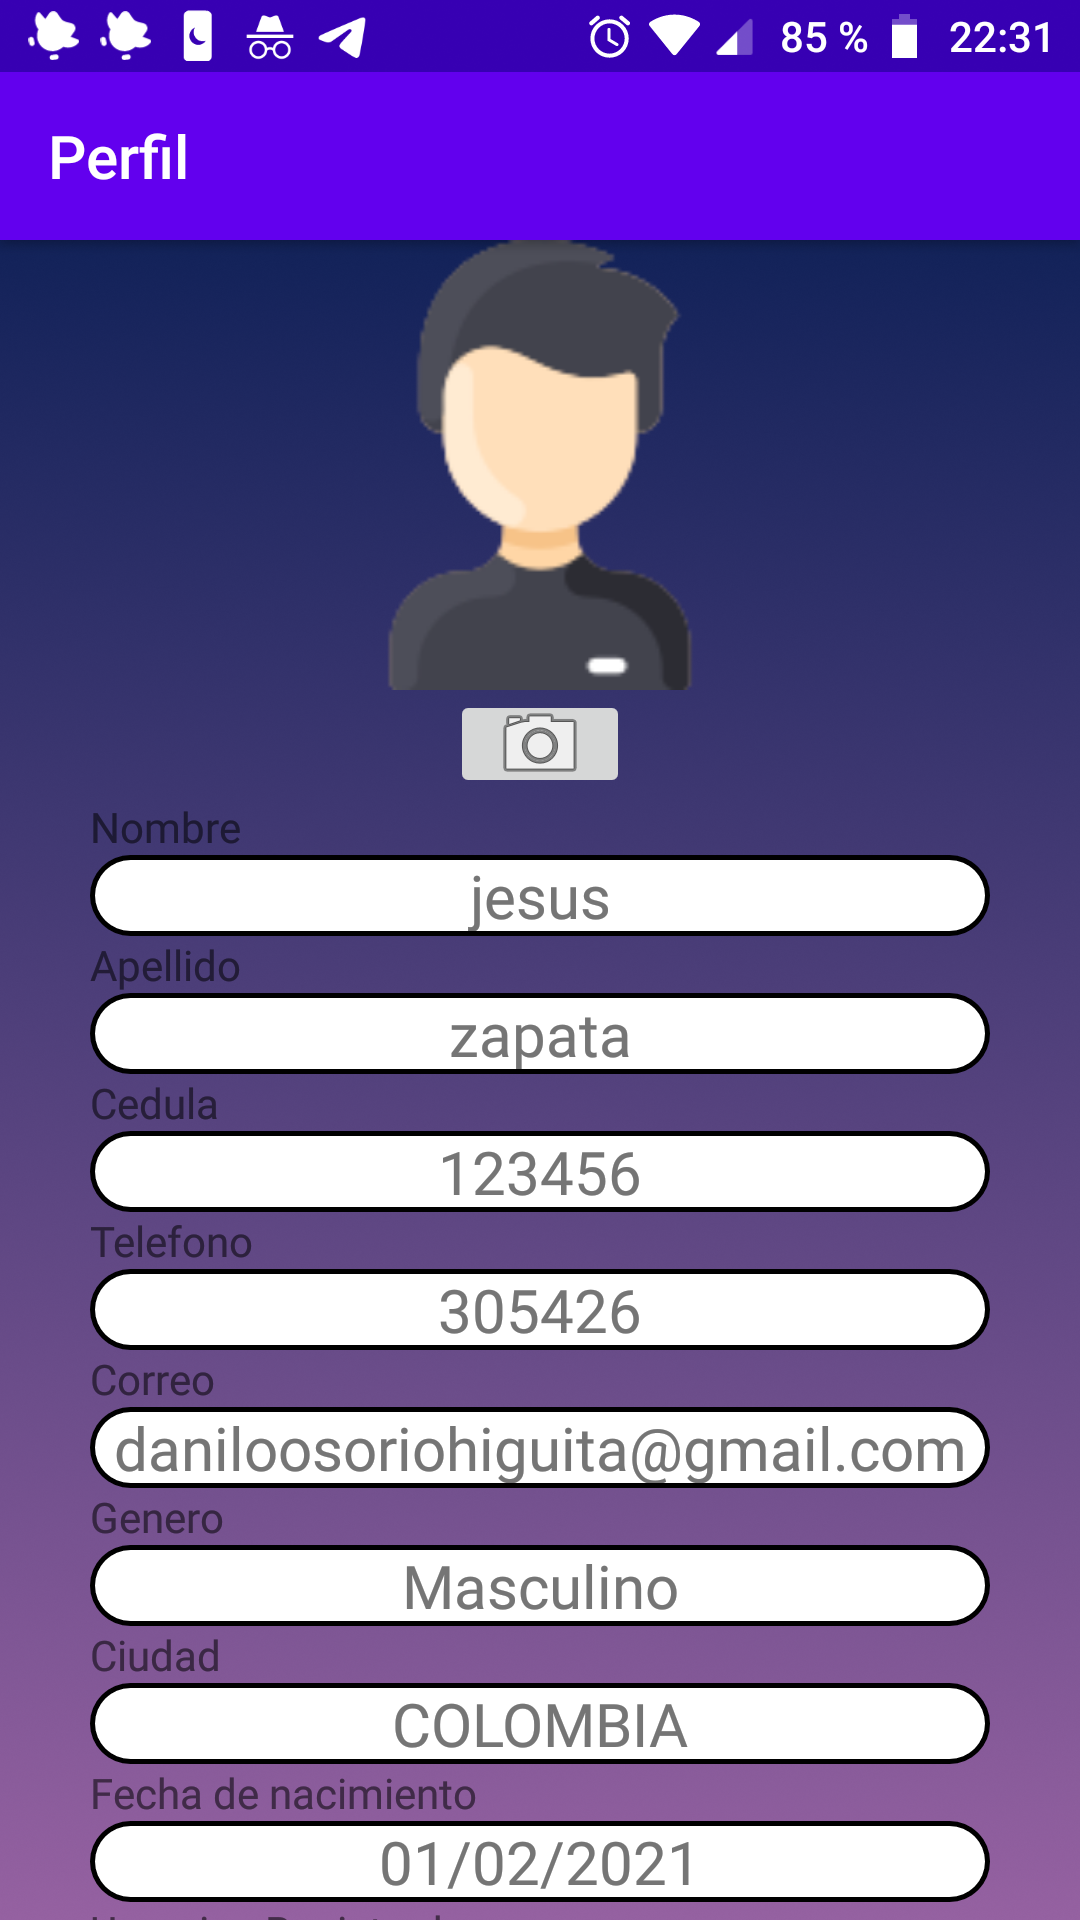 85 % 22:31
Perfil
Nombre
jesus
Apellido
zapata
Cedula
123456
Telefono
305426
Correo
daniloosoriohiguita@gmail.com
Genero
Masculino
Ciudad
COLOMBIA
Fecha de nacimiento
01/02/2021